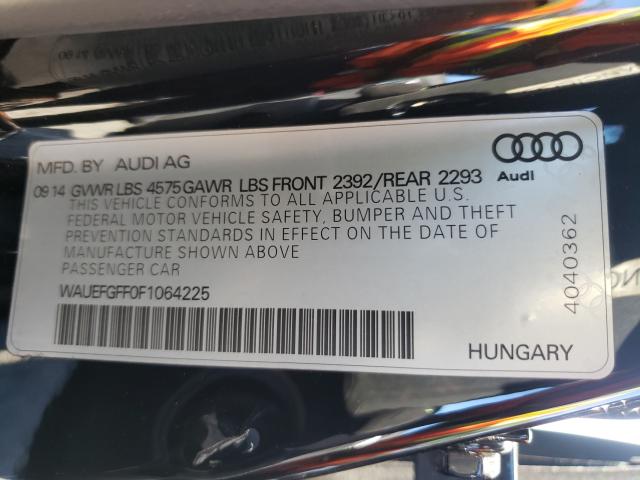 MFD. BY AUDI AG
09 14 GVWR LBS 4575 GAWR LBS FRONT 2392/REAR 2293
THIS VEHICLE CONFORMS TO ALL APPLICABLE U.S.
FEDERAL MOTOR VEHICLE SAFETY, BUMPER AND THEFT
PREVENTION STANDARDS IN EFFECT ON THE DATE OF
MANUFACTURE SHOWN ABOVE
PASSENGER CAR
WAUEFGFF0F1064225
Audi
4040362
HUNGARY